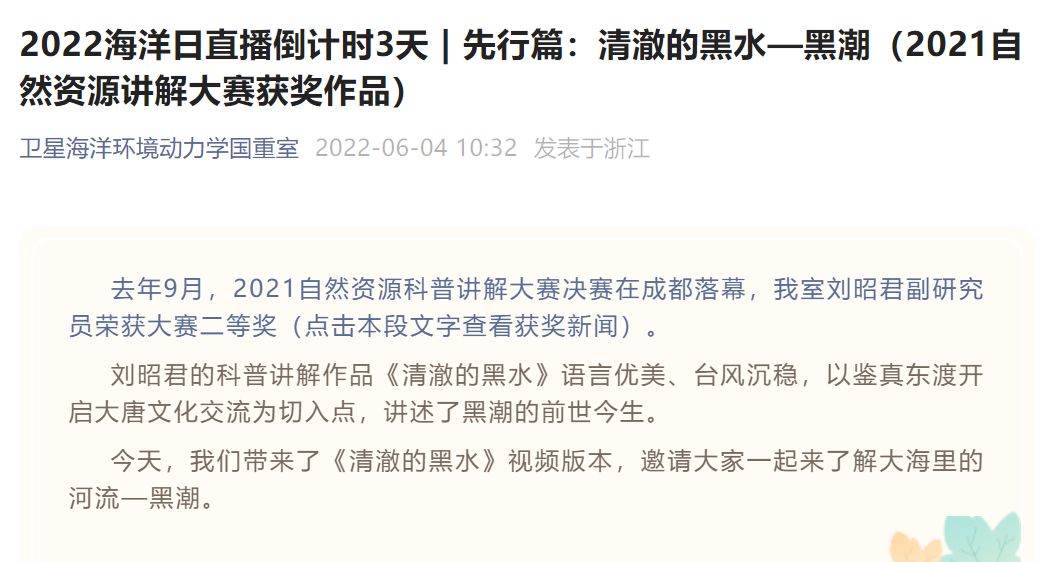 2022海洋日直播倒计时3天｜先行篇：清澈的黑水—黑潮（2021自
然资源讲解大赛获奖作品）
卫星海洋环境动力学国重室 2022-06-04 10:32 发表于浙江
去年9月，2021自然资源科普讲解大赛决赛在成都落幕，我室刘昭君副研究
员荣获大赛二等奖（点击本段文字查看获奖新闻）。
刘昭君的科普讲解作品《清澈的黑水》语言优美、台风沉稳，以鉴真东渡开
启大唐文化交流为切入点，讲述了黑潮的前世今生。
今天，我们带来了《清澈的黑水》视频版本，邀请大家一起来了解大海里的
河流—黑潮。